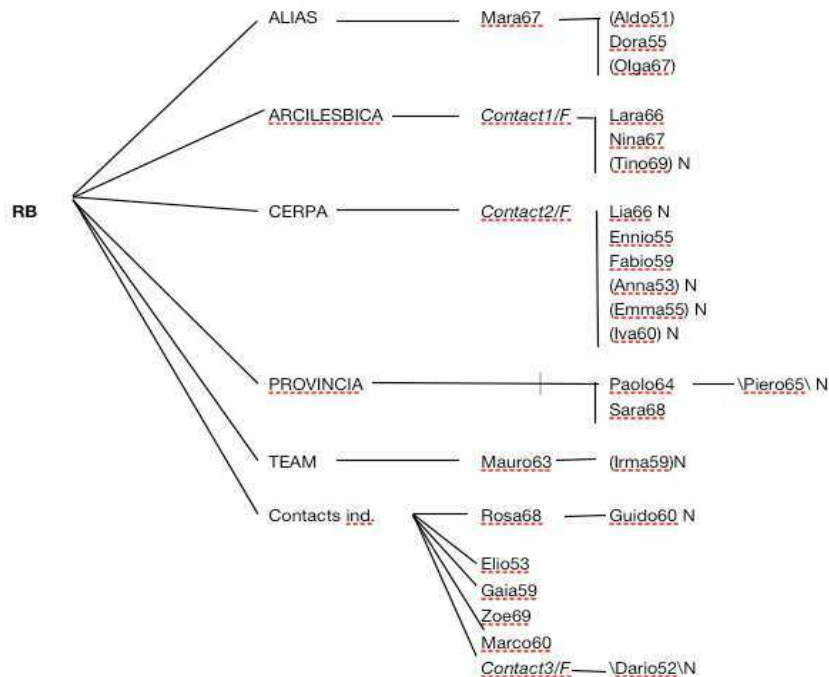 ALIAS Mara67 (Aldo51)
Dora55
(Olga67)
ARCILESBICA Contact1/F Lara66
Nina67
(Tino69) N
RB CERPA Contact2/F Lia66 N
Ennio55
Fabio59
(Anna53) N
(Emma55) N
(Iva60) N
PROVINCIA Paolo64 \Piero65\ N
Sara68
TEAM Mauro63 (Irma59)N
Contacts ind. Rosa68 Guido60 N
Elio53
Gaia59
Zoe69
Marco60
Contact3/F \Dario52\N